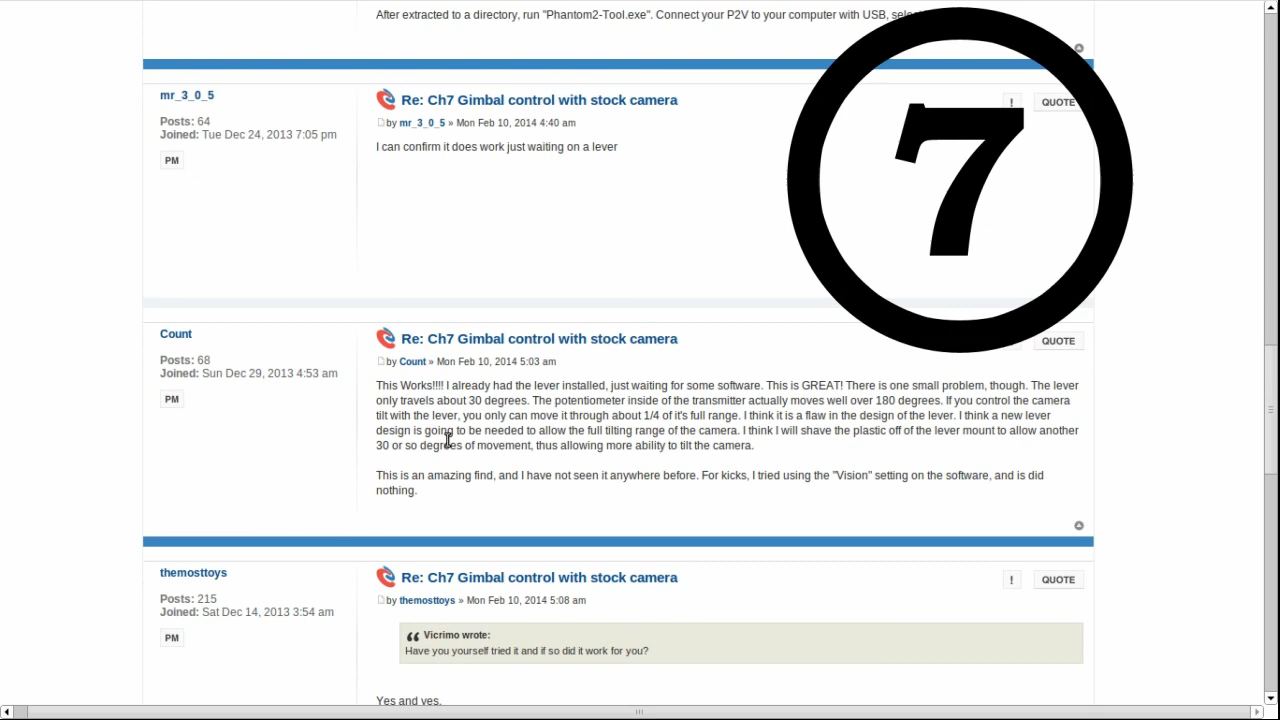 After extracted to a directory, run "Phantom2-Tool.exe". Connect your P2V to your computer with USB,
mr_3_0_5
Posts: 64
Joined: Tue Dec 24, 2013 7:05 pm
PM
Re: Ch7 Gimbal control with stock camera
by mr_3_0_5 » Mon Feb 10, 2014 4:40 am
I can confirm it does work just waiting on a lever
!
QUOTE
7
Count
Posts: 68
Joined: Sun Dec 29, 2013 4:53 am
PM
Re: Ch7 Gimbal control with stock camera
by Count » Mon Feb 10, 2014 5:03 am
QUOTE
This Works!!!! I already had the lever installed, just waiting for some software. This is GREAT! There is one small problem, though. The lever
only travels about 30 degrees. The potentiometer inside of the transmitter actually moves well over 180 degrees. If you control the camera
tilt with the lever, you only can move it through about 1/4 of it's full range. I think it is a flaw in the design of the lever. I think a new lever
design is going to be needed to allow the full tilting range of the camera. I think I will shave the plastic off of the lever mount to allow another
30 or so degrees of movement, thus allowing more ability to tilt the camera.
This is an amazing find, and I have not seen it anywhere before. For kicks, I tried using the "Vision" setting on the software, and is did
nothing.
themosttoys
Posts: 215
Joined: Sat Dec 14, 2013 3:54 am
PM
Re: Ch7 Gimbal control with stock camera
by themosttoys » Mon Feb 10, 2014 5:08 am
!
QUOTE
Vicrimo wrote:
Have you yourself tried it and if so did it work for you?
Yes and yes.